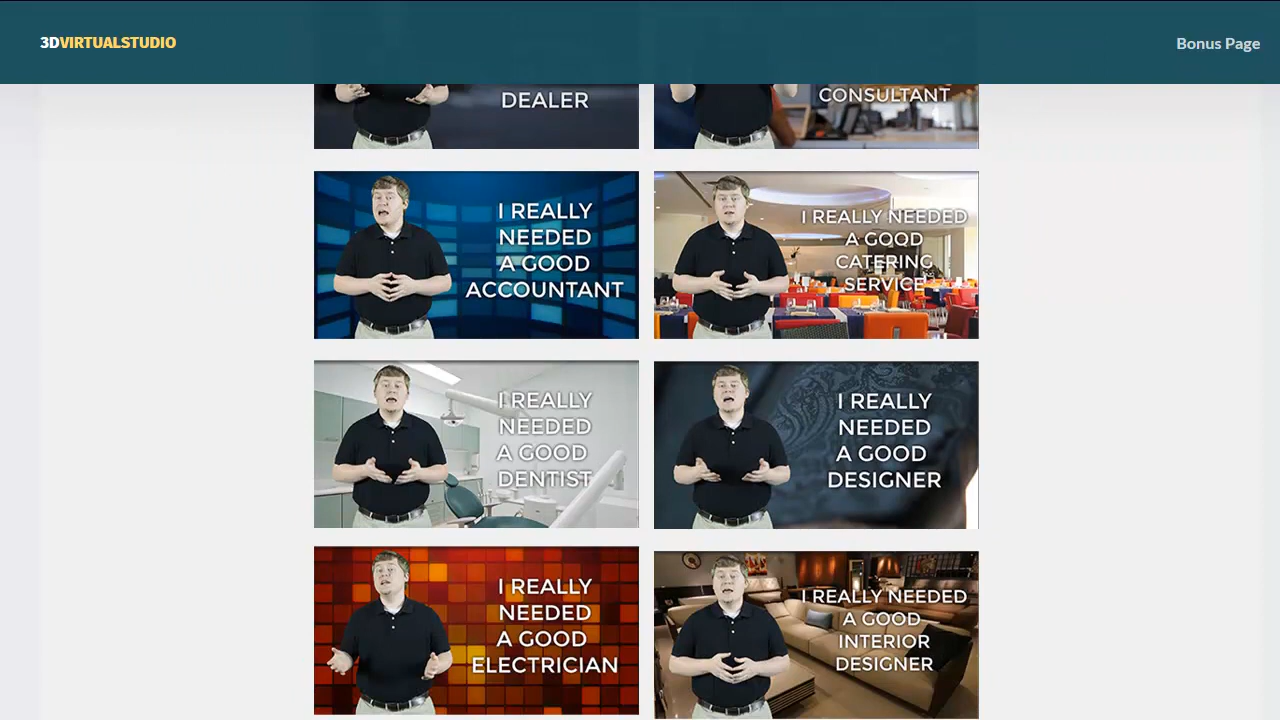 3DVIRTUALSTUDIO
Bonus Page
DEALER
CONSULTANT
I REALLY
NEEDED
A GOOD
ACCOUNTANT
I REALLY NEEDED
A GOOD
CATERING
SERVICE
I REALLY
NEEDED
A GOOD
DENTIST
I REALLY
NEEDED
A GOOD
DESIGNER
I REALLY
NEEDED
A GOOD
ELECTRICIAN
I REALLY NEEDED
A GOOD
INTERIOR
DESIGNER